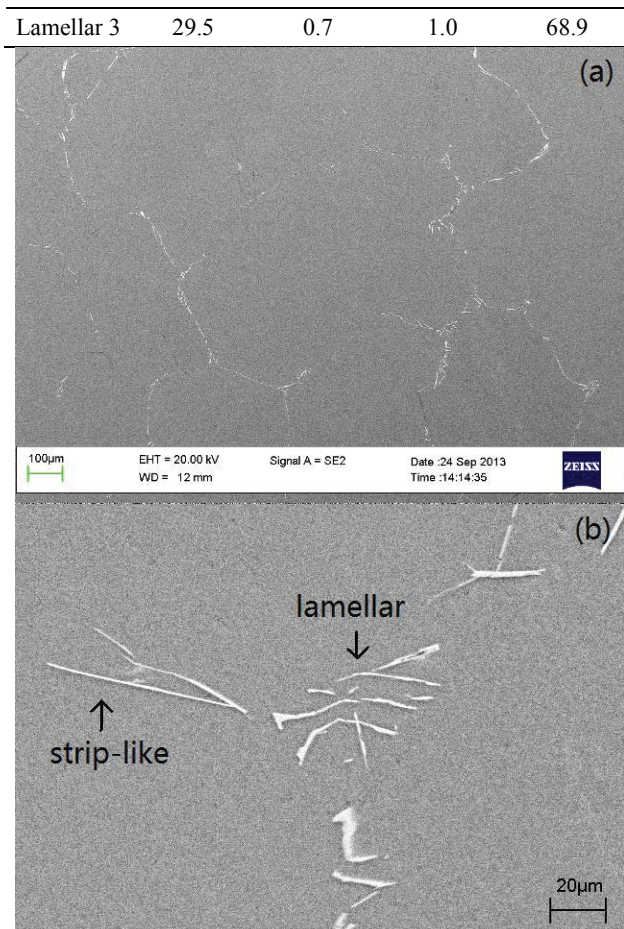 Lamellar 3 29.5 0.7 1.0 68.9
(a)
100µm EHT = 20.00 kV Signal A = SE2 Date :24 Sep 2013 ZEISS
WD = 12 mm Time :14:14:35
(b)
lamellar
strip-like
20µm